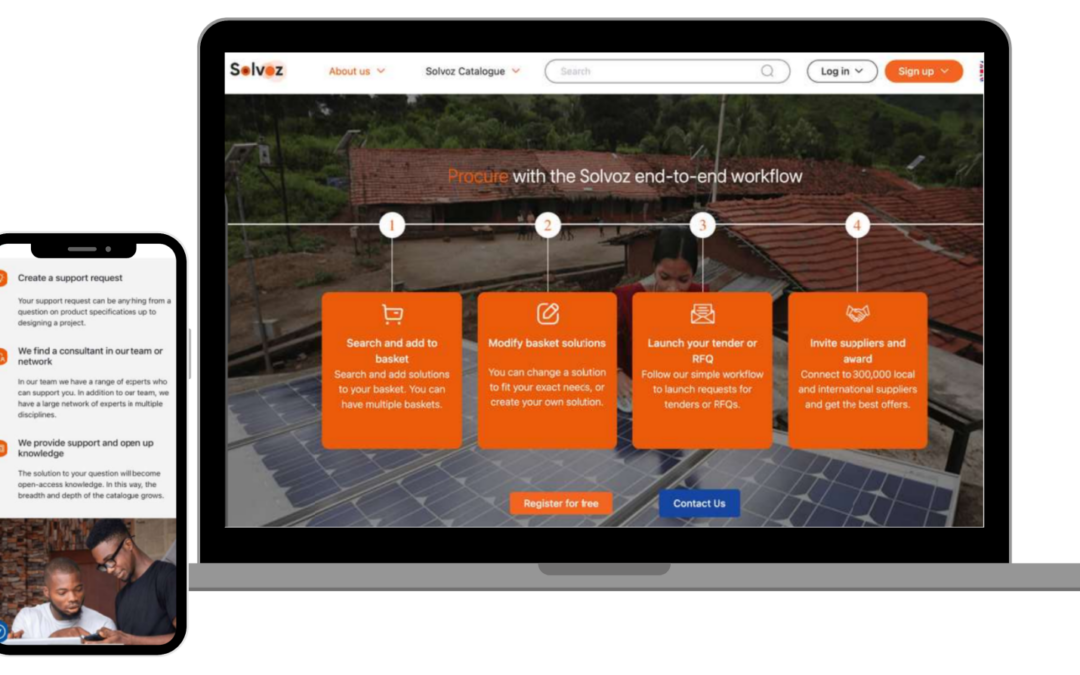 Solvoz
About us
Solvoz Catalogue
Search
Log in
Sign up
Procure with the Solvoz end-to-end workflow
1
2
3
4
Search and add to
basket
Search and add solutions
to your basket. You can
have multiple baskets.
Modify basket solutions
You can change a solution
to fit your exact needs, or
create your own solution.
Launch your tender or
RFQ
Follow our simple workflow
to launch requests for
tenders or RFQs.
Invite suppliers and
award
Connect to 300,000 local
and international suppliers
and get the best offers.
Register for free
Contact Us
Create a support request
Your support request can be anything from a
question on product specifications up to
designing a project.
We find a consultant in our team or
network
In our team we have a range of experts who
can support you. In addition to our team, we
have a large network of experts is multiple
disciplines.
We provide support and open up
knowledge
The solution to your question will become
open-access knowledge. In this way, the
breadth and depth of the catalogue grows.